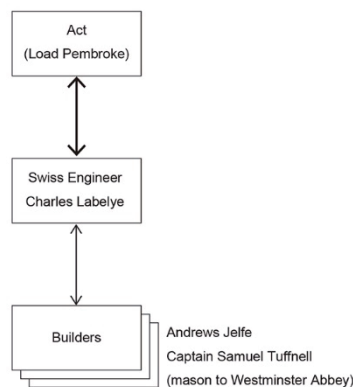 Act
(Load Pembroke)
Swiss Engineer
Charles Labelye
Builders
Andrews Jelfe
Captain Samuel Tuffnell
(mason to Westminster Abbey)